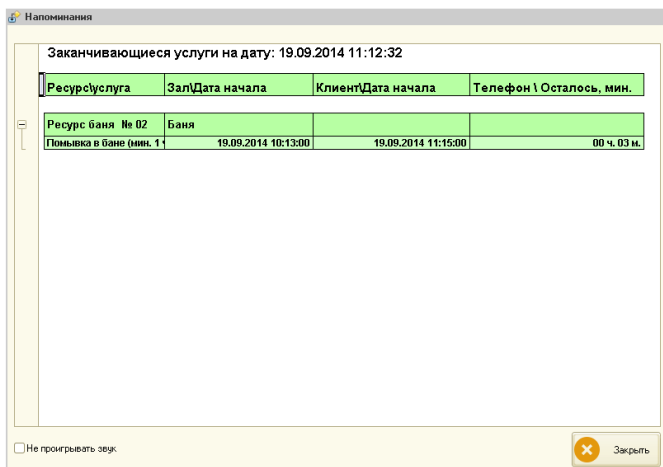 Напоминания
Заканчивающиеся услуги на дату: 19.09.2014 11:12:32
Ресурс\услуга Зал\Дата начала Клиент\Дата начала Телефон \ Осталось, мин.
Ресурс баня № 02 Баня
Помывка в бане (мин. 1 19.09.2014 10:13:00 19.09.2014 11:15:00 00 ч. 03 м.
Не проигрывать звук
Закрыть